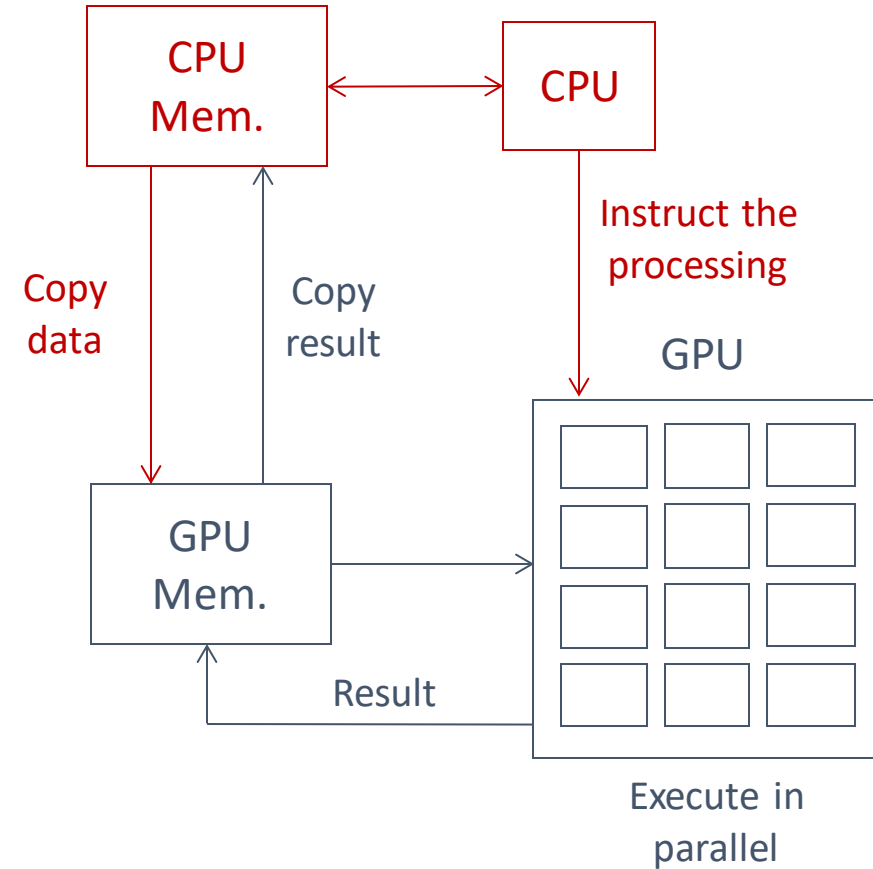 CPU
Mem.
CPU
Instruct the
processing
Copy
data
Copy
result
GPU
GPU
Mem.
Result
Execute in
parallel